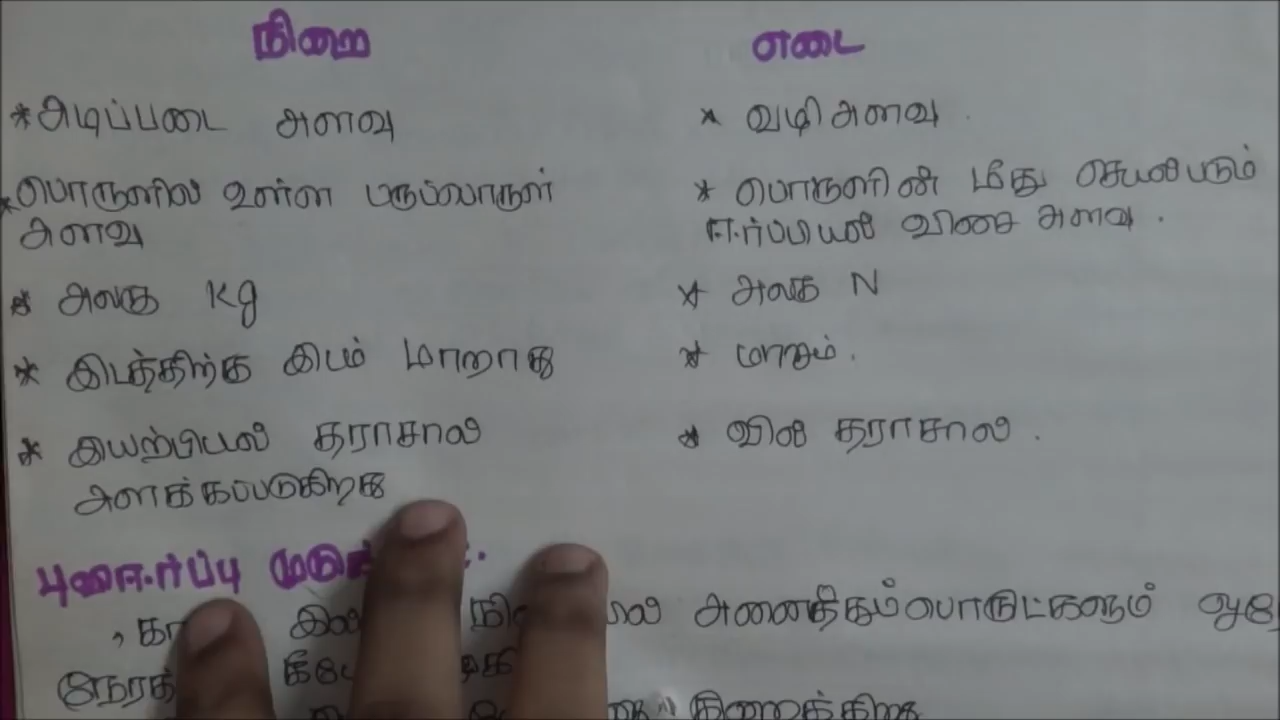 நிறை
எடை
* அடிப்படை அளவு
* வழி அளவு.
* பொருளில் உள்ள பருப்பொருள்
அளவு
* பொருளின் மீது செயல்படும்
ஈர்ப்பியல் விசை அளவு.
* அலகு Kg
* அலகு N
* இடத்திற்கு இடம் மாறாது
* மாறும்.
* இயற்பியல் தராசால்
அளக்கப்படுகிறது
* வில் தராசால்.
புவிஈர்ப்பு
அனைத்தும் பொருட்களும் ஒரே